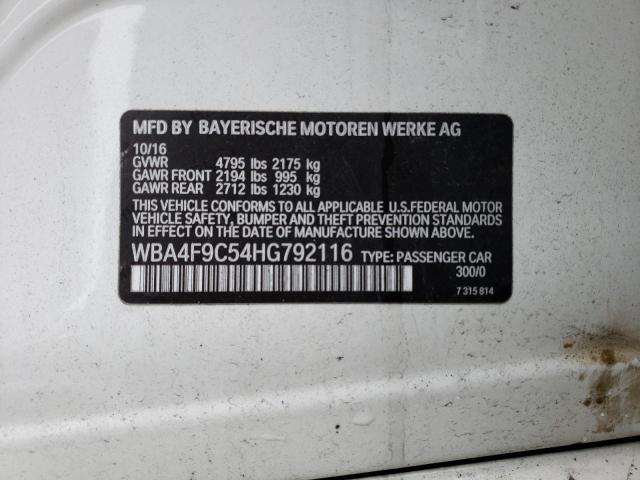 MFD BY BAYERISCHE MOTOREN WERKE AG
10/16
GVWR 4795 lbs 2175 kg
GAWR FRONT 2194 lbs 995 kg
GAWR REAR 2712 lbs 1230 kg
THIS VEHICLE CONFORMS TO ALL APPLICABLE U.S.FEDERAL MOTOR
VEHICLE SAFETY, BUMPER AND THEFT PREVENTION STANDARDS
IN EFFECT ON THE DATE OF MANUFACTURE SHOWN ABOVE.
WBA4F9C54HG792116 TYPE: PASSENGER CAR
300/0
7 315 814